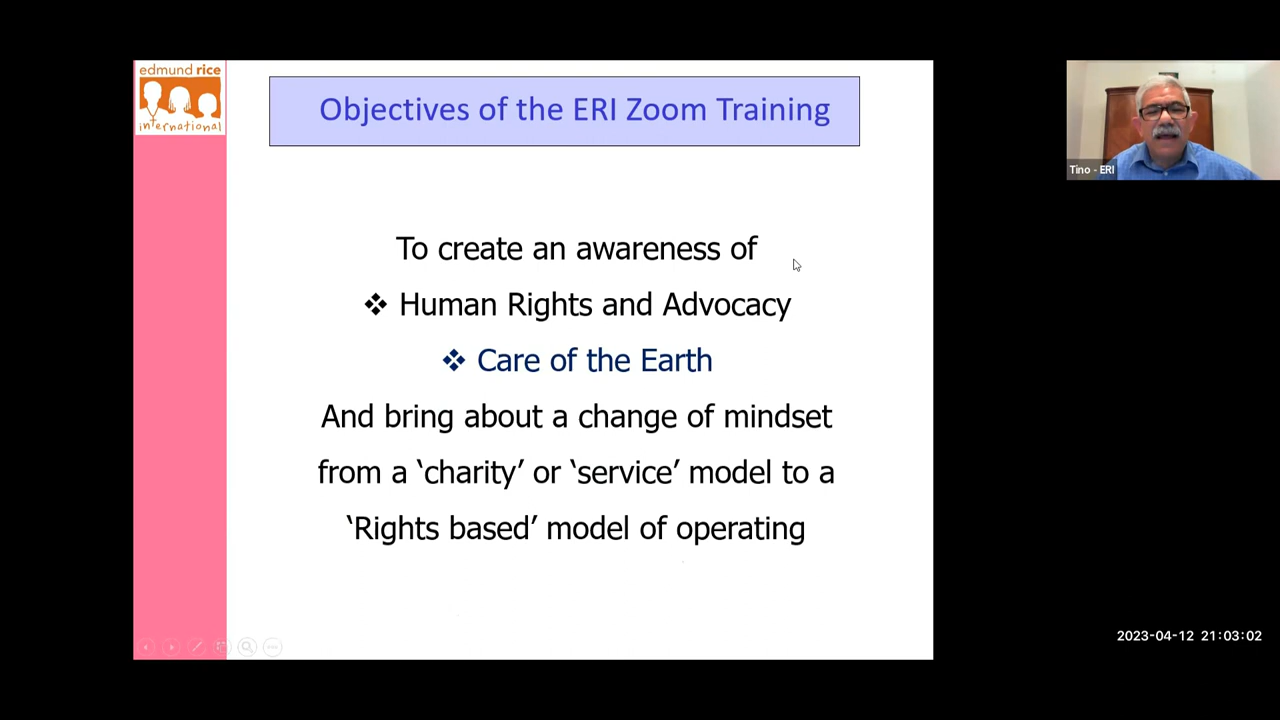 edmund rice
international
Objectives of the ERI Zoom Training
To create an awareness of
❖ Human Rights and Advocacy
❖ Care of the Earth
And bring about a change of mindset
from a ‘charity’ or ‘service’ model to a
‘Rights based’ model of operating
Tino - ERI
2023-04-12 21:03:02